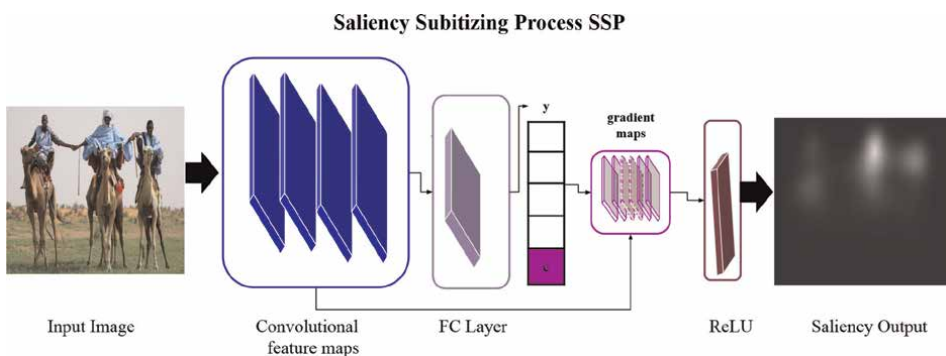 Saliency Subitizing Process SSP
y
gradient
maps
c
Input Image
Convolutional
feature maps
FC Layer
ReLU
Saliency Output